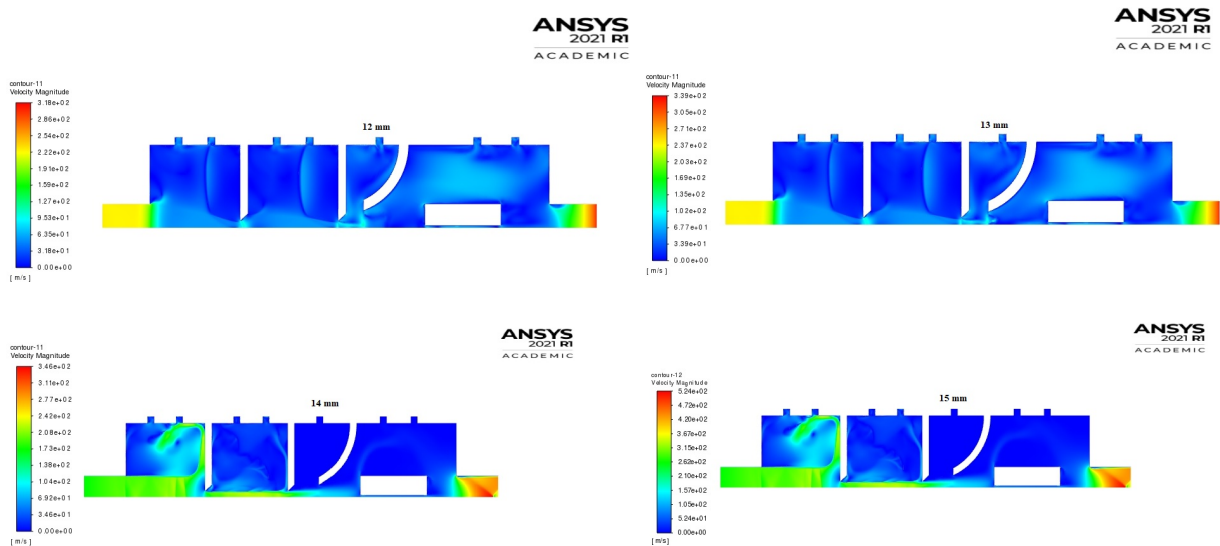 ANSYS
2021 R1
ACADEMIC
contour-11
Velocity Magnitude
3.18e+02
2.86e+02
2.54e+02
2.22e+02
1.91e+02
1.59e+02
1.27e+02
9.53e+01
6.35e+01
3.18e+01
0.00e+00
[ m/s ]
12 mm
ANSYS
2021 R1
ACADEMIC
contour-11
Velocity Magnitude
3.39e+02
3.05e+02
2.71e+02
2.37e+02
2.03e+02
1.69e+02
1.35e+02
1.02e+02
6.77e+01
3.39e+01
0.00e+00
[ m/s ]
13 mm
ANSYS
2021 R1
ACADEMIC
contour-11
Velocity Magnitude
3.46e+02
3.11e+02
2.77e+02
2.42e+02
2.08e+02
1.73e+02
1.38e+02
1.04e+02
6.92e+01
3.46e+01
0.00e+00
[ m/s ]
14 mm
ANSYS
2021 R1
ACADEMIC
contour-12
Velocity Magnitude
5.24e+02
4.72e+02
4.20e+02
3.67e+02
3.15e+02
2.62e+02
2.10e+02
1.57e+02
1.05e+02
5.24e+01
0.00e+00
[ m/s ]
15 mm